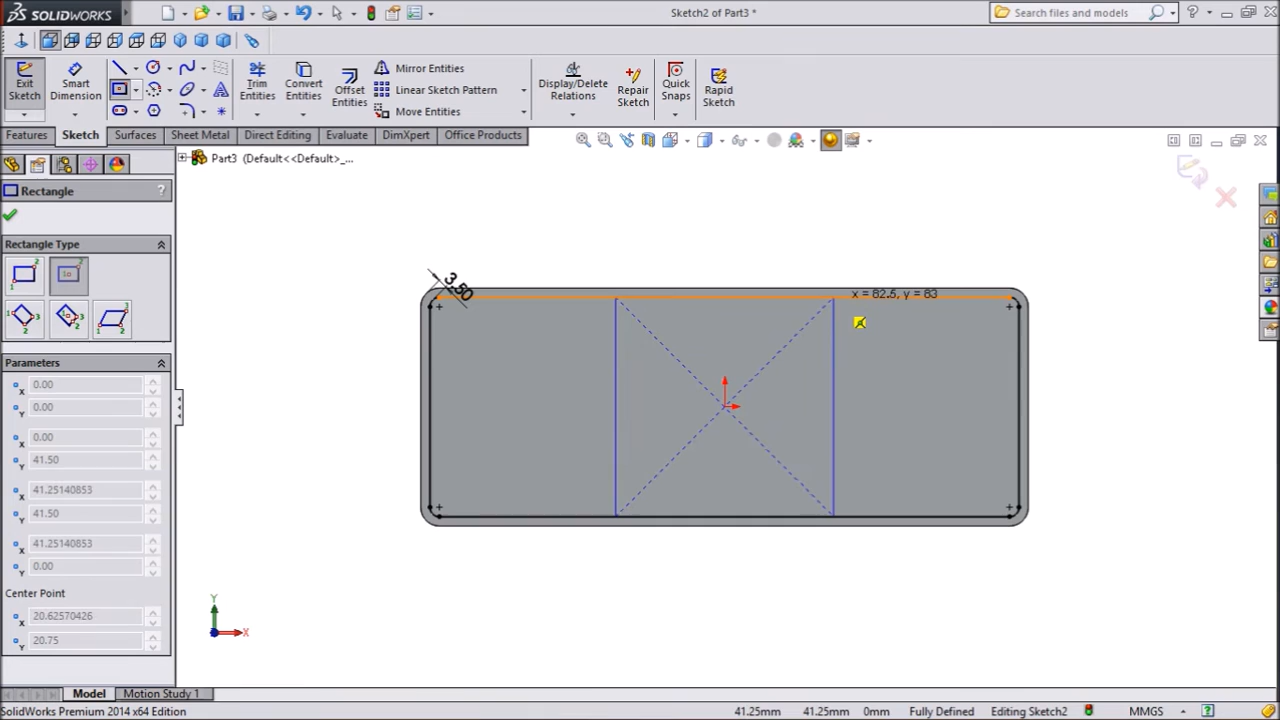 SOLIDWORKS
Sketch2 of Part3 *
Search files and models
Exit Sketch
Smart Dimension
Trim Entities
Convert Entities
Offset Entities
Mirror Entities
Linear Sketch Pattern
Move Entities
Display/Delete Relations
Repair Sketch
Quick Snaps
Rapid Sketch
Features
Sketch
Surfaces
Sheet Metal
Direct Editing
Evaluate
DimXpert
Office Products
Part3 (Default<<Default>_...
Rectangle
?
Rectangle Type
Parameters
X 0.00
Y 0.00
X 0.00
Y 41.50
X 41.25140853
Y 41.50
X 41.25140853
Y 0.00
Center Point
X 20.62570426
Y 20.75
3.50
x = 82.5, y = 83
Y
X
Model
Motion Study 1
SolidWorks Premium 2014 x64 Edition
41.25mm
41.25mm
0mm
Fully Defined
Editing Sketch2
MMGS